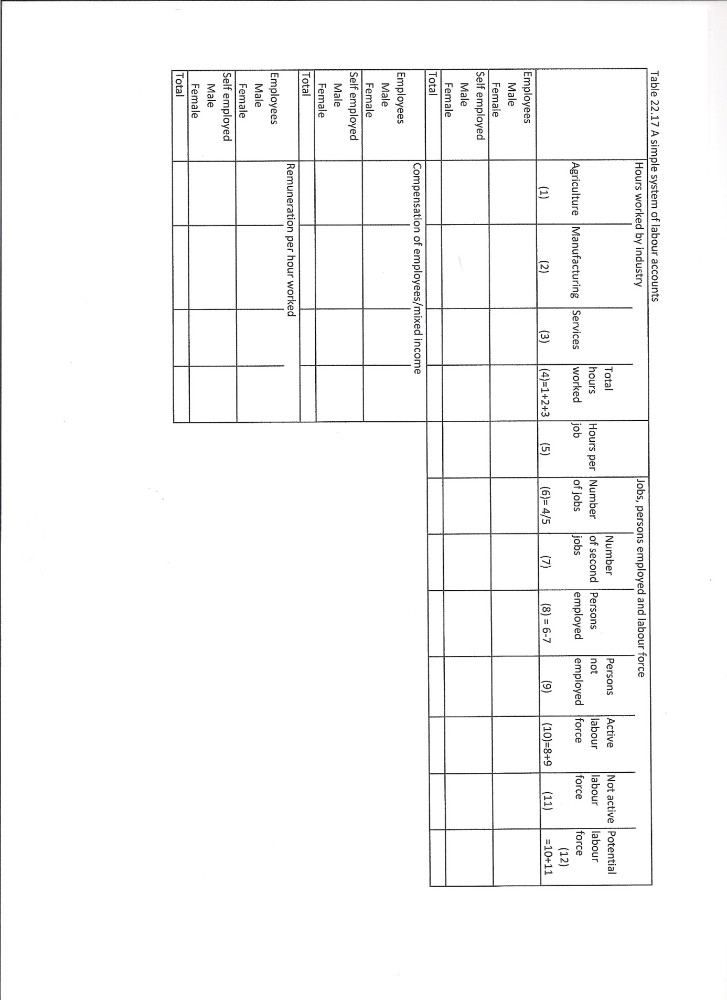 Table 22.17 A simple system of labour accounts
Hours worked by industry
Jobs, persons employed and labour force
Agriculture
Manufacturing
Services
Total hours worked
Hours per job
Number of jobs
Number of second jobs
Persons employed
Persons not employed
Active labour force
Not active labour force
Potential labour force
(1) (2) (3) (4)=1+2+3 (5) (6)= 4/5 (7) (8) = 6-7 (9) (10)=8+9 (11) (12) =10+11
Employees
Male
Female
Self employed
Male
Female
Total
Compensation of employees/mixed income
Employees
Male
Female
Self employed
Male
Female
Total
Remuneration per hour worked
Employees
Male
Female
Self employed
Male
Female
Total